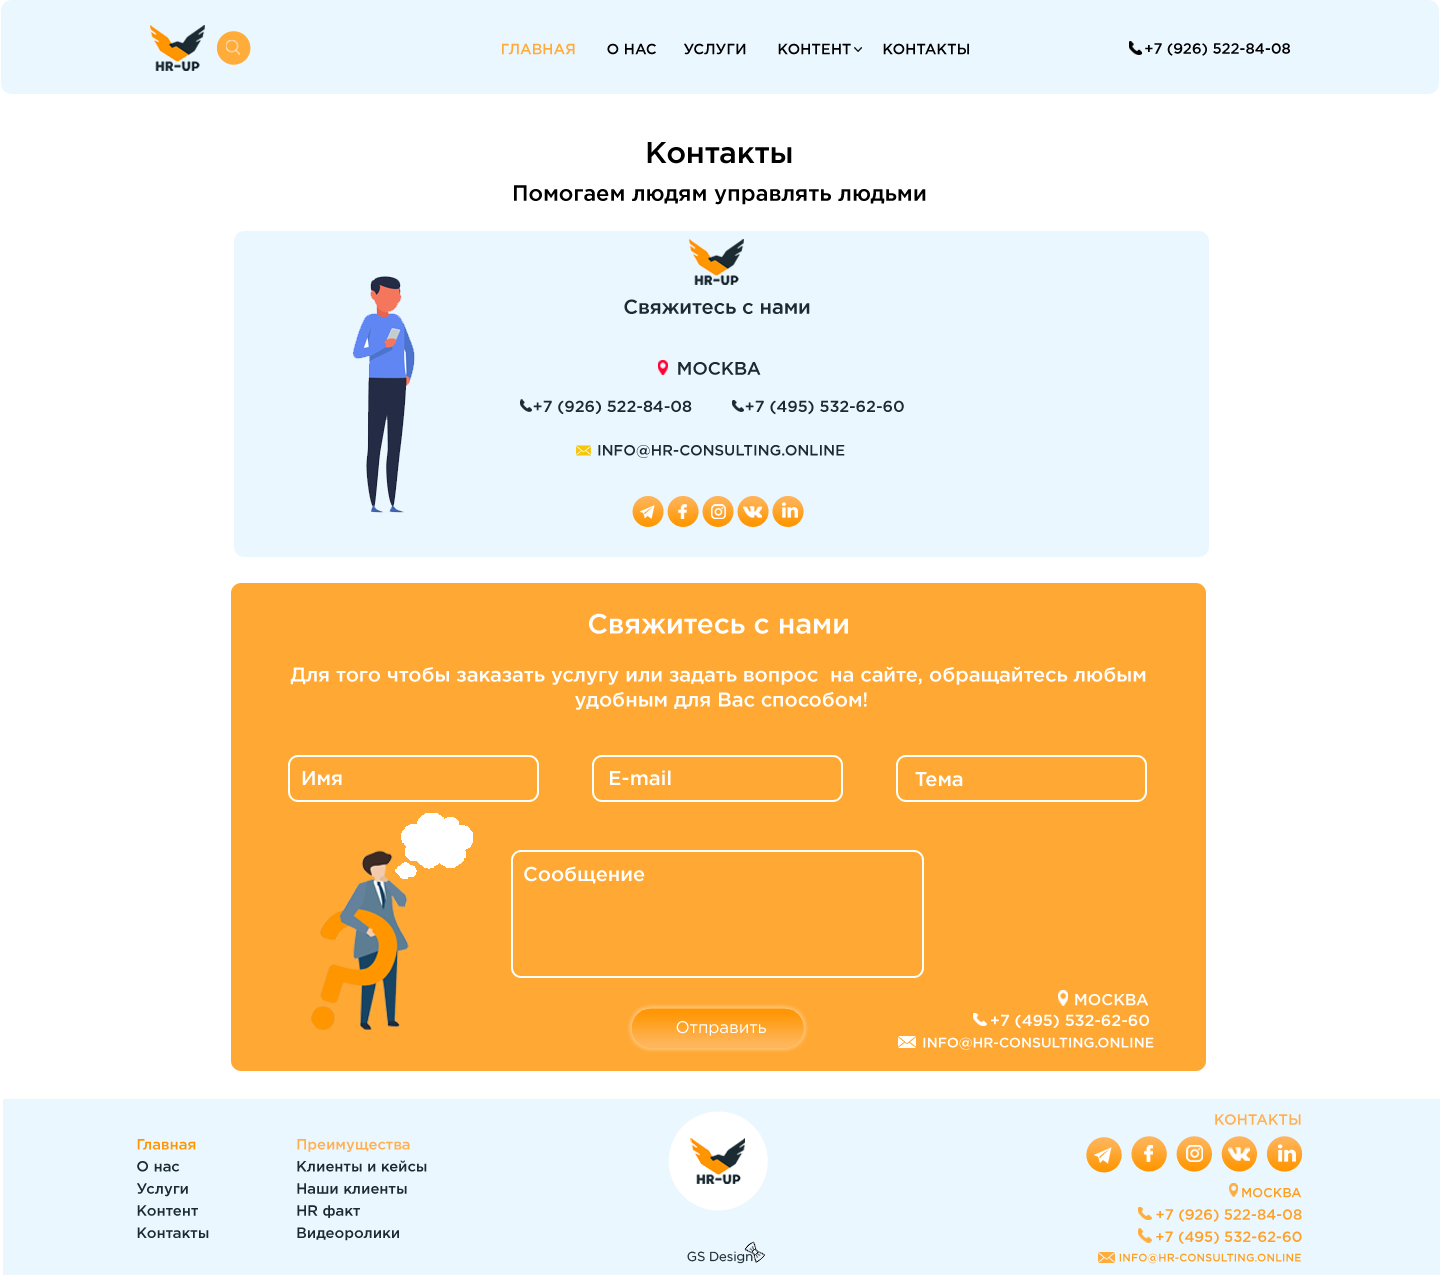 HR-UP
ГЛАВНАЯ О НАС УСЛУГИ КОНТЕНТ КОНТАКТЫ
+7 (926) 522-84-08
Контакты
Помогаем людям управлять людьми
HR-UP
Свяжитесь с нами
МОСКВА
+7 (926) 522-84-08 +7 (495) 532-62-60
INFO@HR-CONSULTING.ONLINE
Свяжитесь с нами
Для того чтобы заказать услугу или задать вопрос на сайте, обращайтесь любым
удобным для Вас способом!
Имя E-mail Тема
Сообщение
Отправить
МОСКВА
+7 (495) 532-62-60
INFO@HR-CONSULTING.ONLINE
Главная
О нас
Услуги
Контент
Контакты
Преимущества
Клиенты и кейсы
Наши клиенты
HR факт
Видеоролики
HR-UP
GS Design
КОНТАКТЫ
МОСКВА
+7 (926) 522-84-08
+7 (495) 532-62-60
INFO@HR-CONSULTING.ONLINE